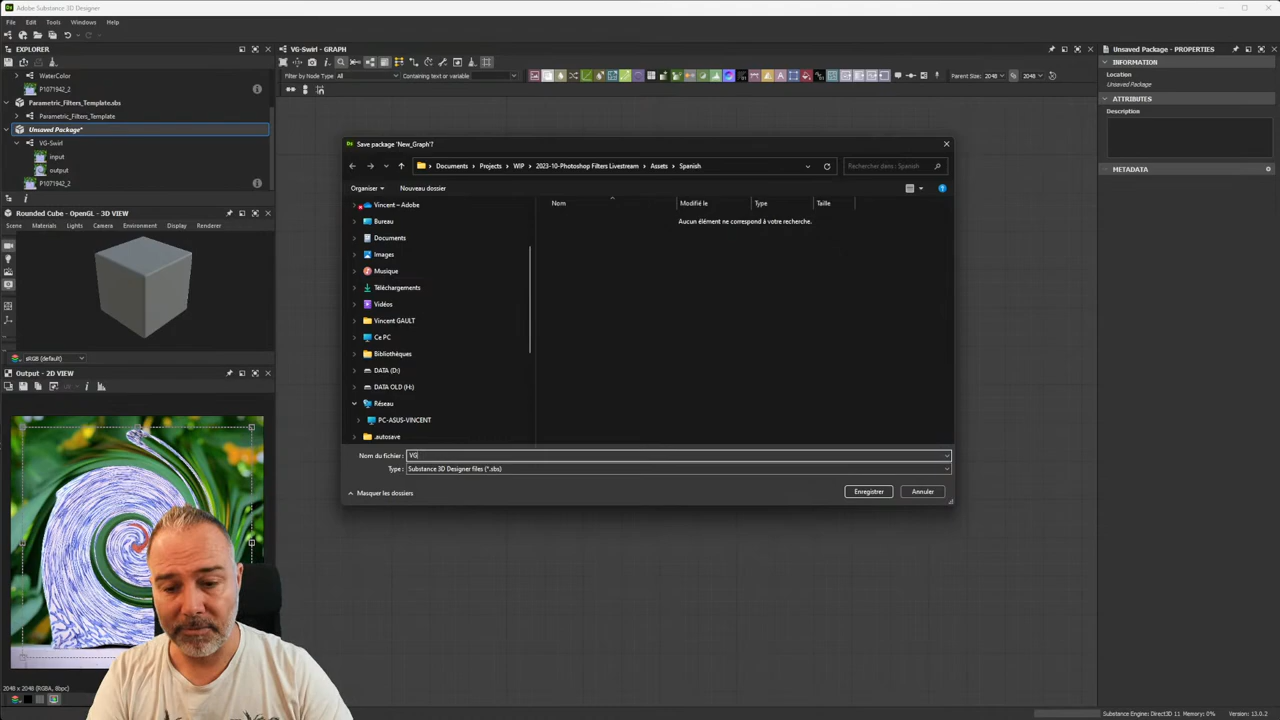 Adobe Substance 3D Designer
File Edit Tools Windows Help
EXPLORER
WaterColor
P1071942_2
Parametric_Filters_Template.sbs
Parametric_Filters_Template
Unsaved Package*
VG-Swirl
input
output
P1071942_2
Rounded Cube - OpenGL - 3D VIEW
Scene Materials Lights Camera Environment Display Renderer
sRGB (default)
Output - 2D VIEW
2048 x 2048 (RGBA, 8bpc)
VG-Swirl - GRAPH
Filter by Node Type All Containing text or variable
Parent Size: 2048 2048
Save package 'New_Graph'?
Documents Projects WIP 2023-10-Photoshop Filters Livestream Assets Spanish
Rechercher dans : Spanish
Organiser Nouveau dossier
Nom Modifié le Type Taille
Aucun élément ne correspond à votre recherche.
Vincent – Adobe
Bureau
Documents
Images
Musique
Téléchargements
Vidéos
Vincent GAULT
Ce PC
Bibliothèques
DATA (D:)
DATA OLD (H:)
Réseau
PC-ASUS-VINCENT
.autosave
Nom du fichier : VG
Type : Substance 3D Designer files (*.sbs)
Masquer les dossiers
Enregistrer Annuler
Unsaved Package - PROPERTIES
INFORMATION
Location
Unsaved Package
ATTRIBUTES
Description
METADATA
Substance Engine: Direct3D 11 Memory: 0% Version: 13.0.2